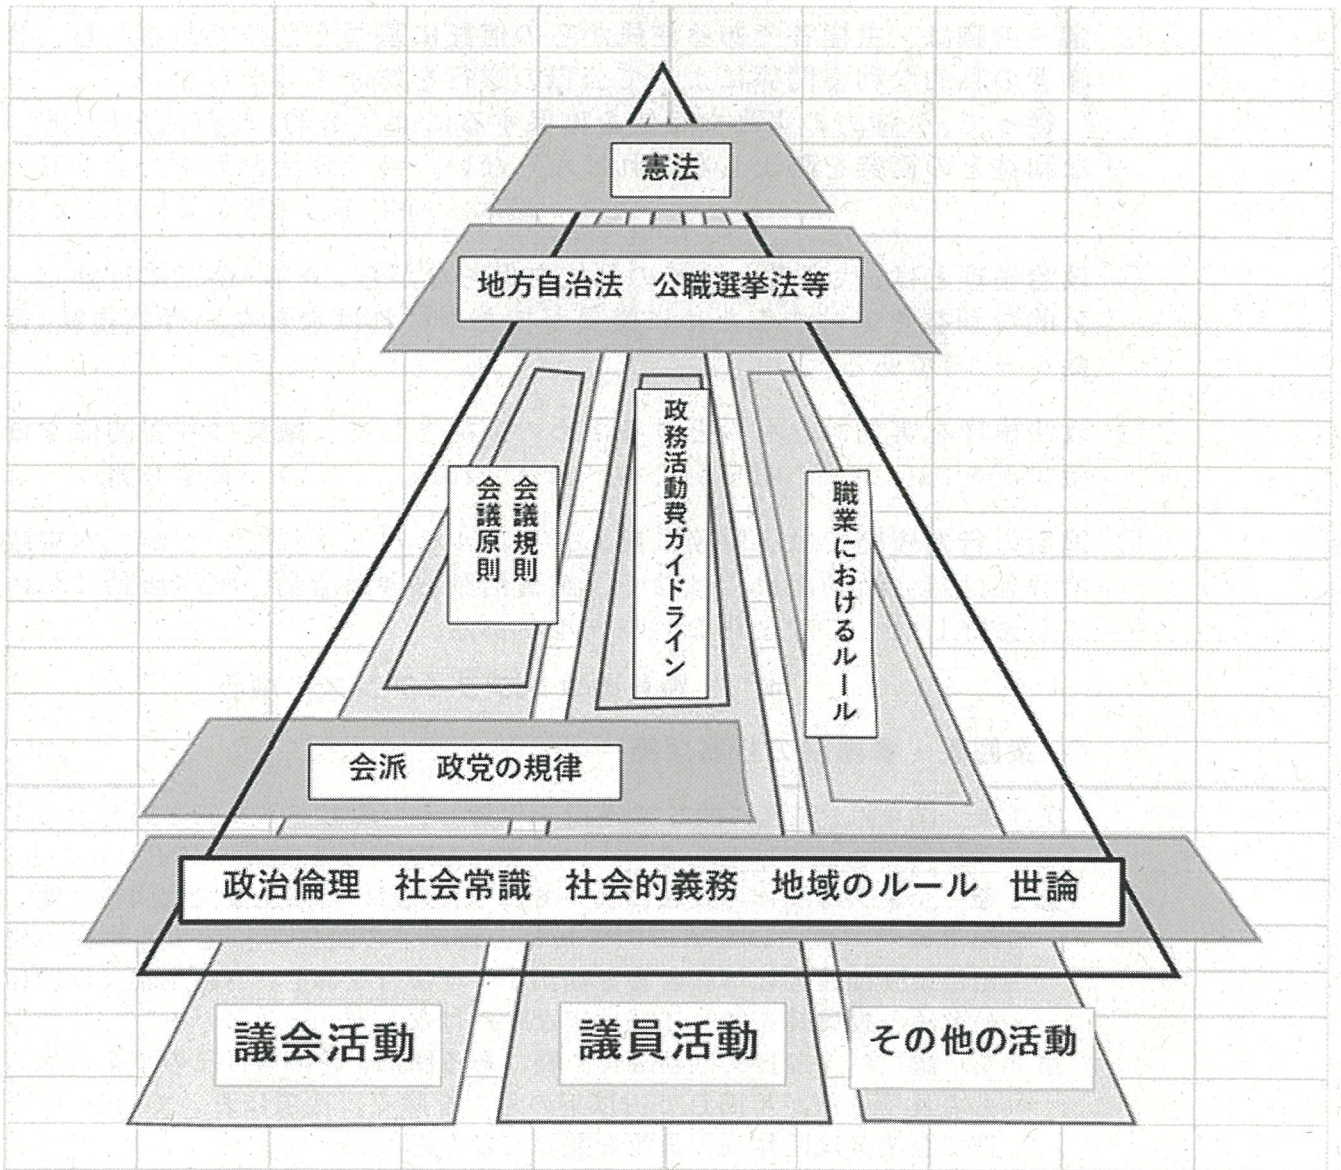 憲法
地方自治法　公職選挙法等
会議規則
会議原則
政務活動費ガイドライン
職業におけるルール
会派　政党の規律
政治倫理　社会常識　社会的義務　地域のルール　世論
議会活動
議員活動
その他の活動